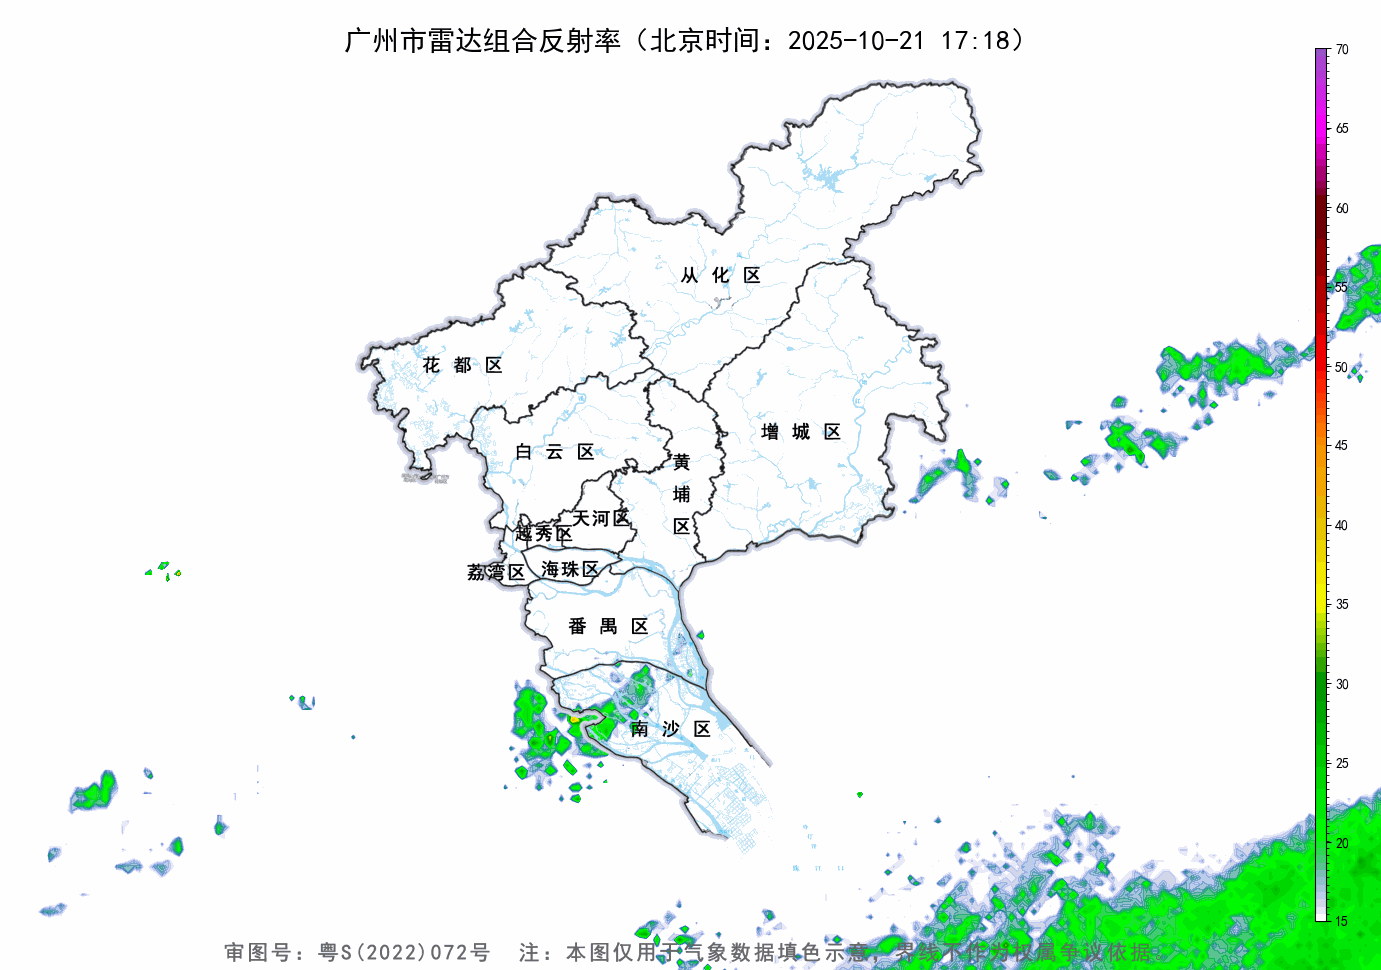 广州市雷达组合反射率（北京时间：2025-10-21 17:18）
70
65
60
55
50
45
40
35
30
25
20
15
从化区
花都区
增城区
白云区
黄埔区
天河区
越秀区
荔湾区
海珠区
番禺区
南沙区
审图号：粤S(2022)072号 注：本图仅用于气象数据填色示意，界线不作为权属争议依据。